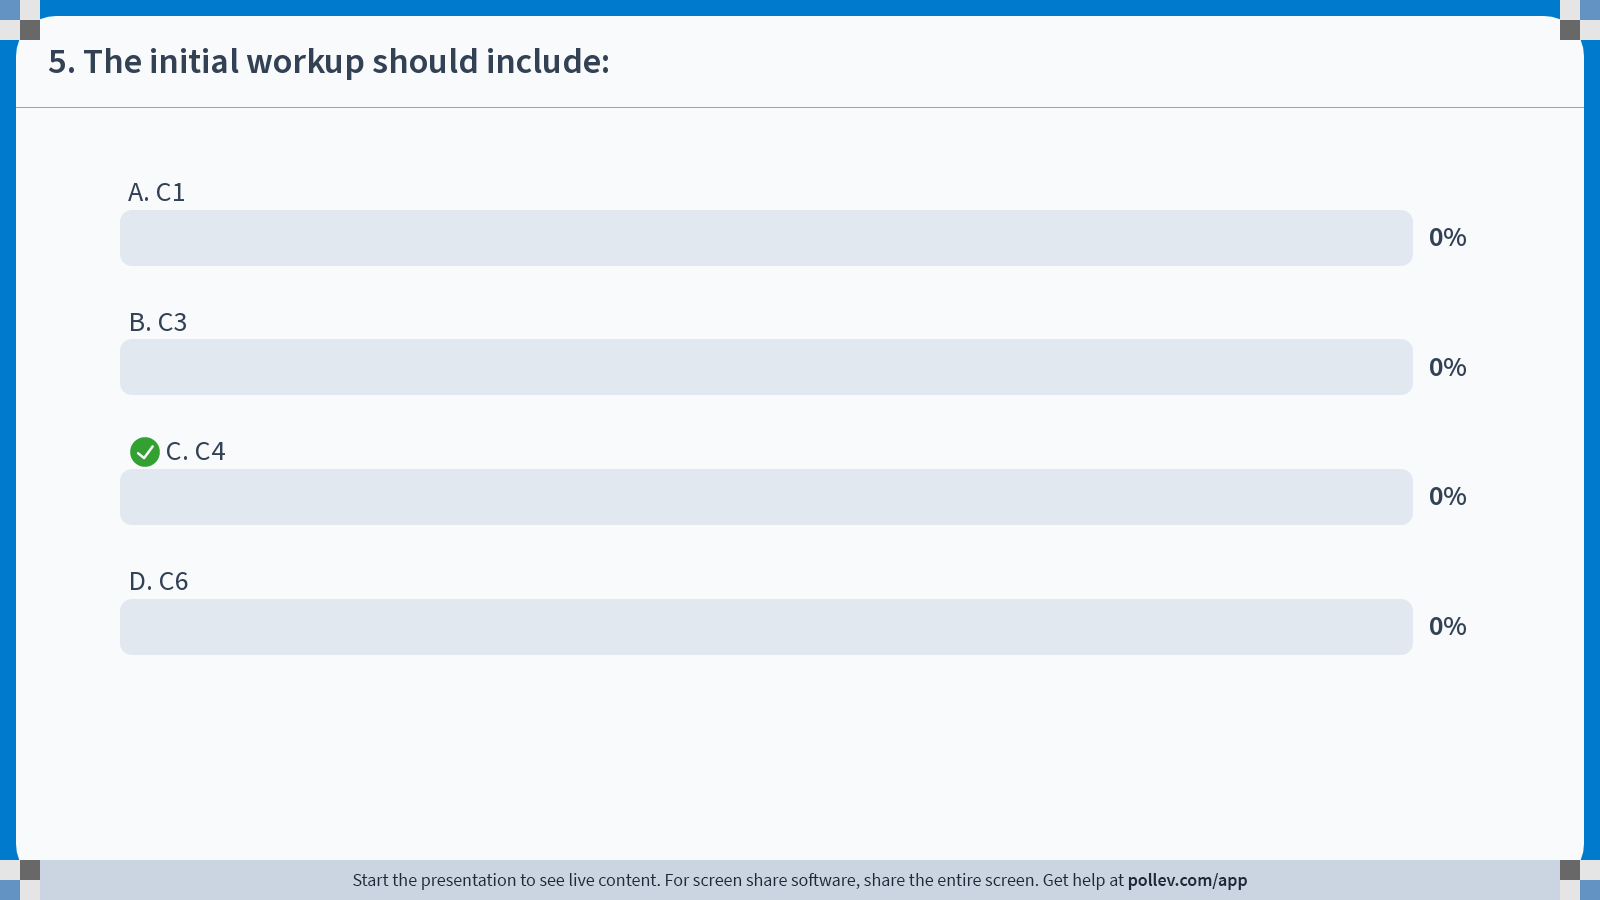 5. The initial workup should include:
A. C1
0%
B. C3
0%
C. C4
0%
D. C6
0%
Start the presentation to see live content. For screen share software, share the entire screen. Get help at pollev.com/app